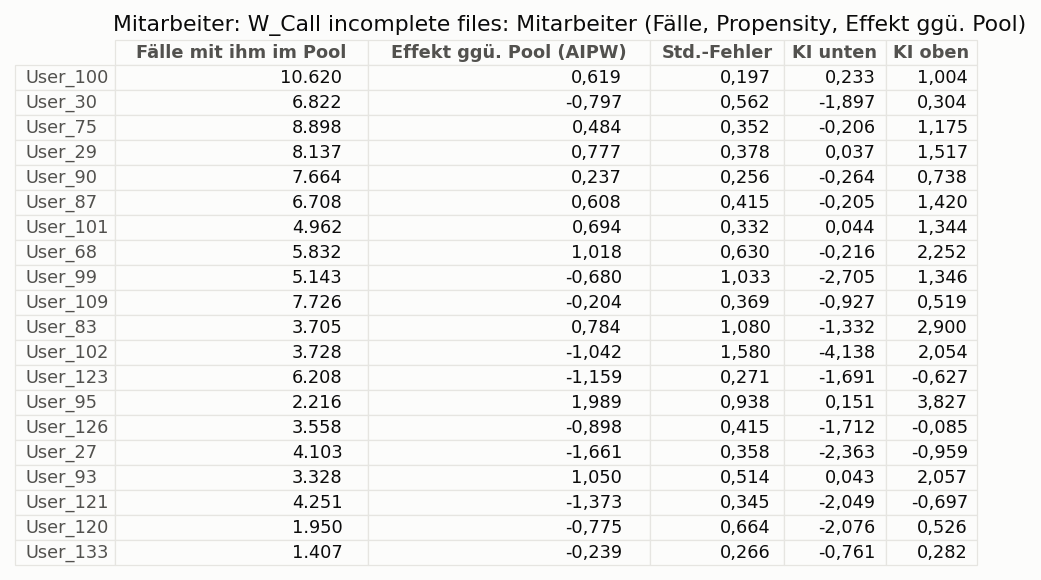 Mitarbeiter: W_Call incomplete files: Mitarbeiter (Fälle, Propensity, Effekt ggü. Pool)
Fälle mit ihm im Pool Effekt ggü. Pool (AIPW) Std.-Fehler KI unten KI oben
User_100 10.620 0,619 0,197 0,233 1,004
User_30 6.822 -0,797 0,562 -1,897 0,304
User_75 8.898 0,484 0,352 -0,206 1,175
User_29 8.137 0,777 0,378 0,037 1,517
User_90 7.664 0,237 0,256 -0,264 0,738
User_87 6.708 0,608 0,415 -0,205 1,420
User_101 4.962 0,694 0,332 0,044 1,344
User_68 5.832 1,018 0,630 -0,216 2,252
User_99 5.143 -0,680 1,033 -2,705 1,346
User_109 7.726 -0,204 0,369 -0,927 0,519
User_83 3.705 0,784 1,080 -1,332 2,900
User_102 3.728 -1,042 1,580 -4,138 2,054
User_123 6.208 -1,159 0,271 -1,691 -0,627
User_95 2.216 1,989 0,938 0,151 3,827
User_126 3.558 -0,898 0,415 -1,712 -0,085
User_27 4.103 -1,661 0,358 -2,363 -0,959
User_93 3.328 1,050 0,514 0,043 2,057
User_121 4.251 -1,373 0,345 -2,049 -0,697
User_120 1.950 -0,775 0,664 -2,076 0,526
User_133 1.407 -0,239 0,266 -0,761 0,282